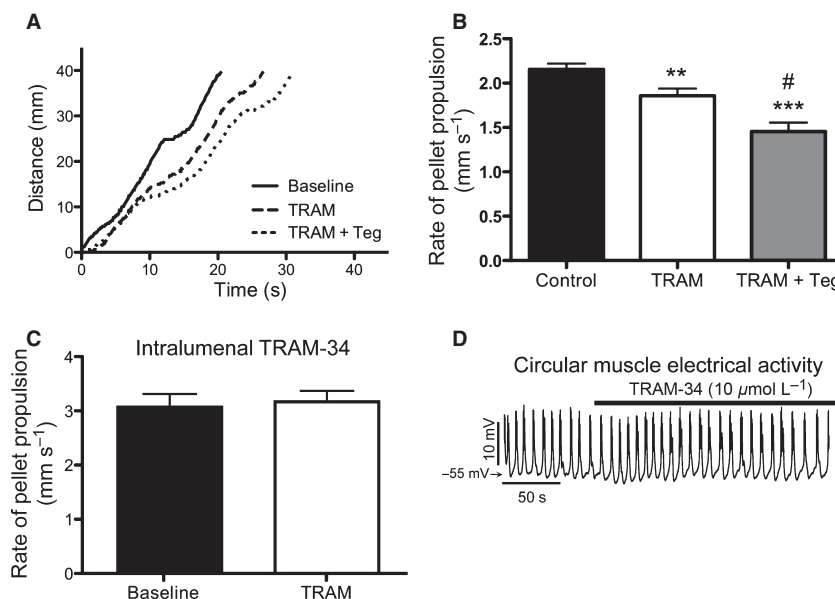 A
Distance (mm)
40
30
20
10
0
Baseline
TRAM
TRAM + Teg
0 10 20 30 40
Time (s)
B
Rate of pellet propulsion
(mm s⁻¹)
2.5
2.0
1.5
1.0
0.5
0.0
**
#
***
Control TRAM TRAM + Teg
C
Intralumenal TRAM-34
Rate of pellet propulsion
(mm s⁻¹)
4
3
2
1
0
Baseline TRAM
D
Circular muscle electrical activity
TRAM-34 (10 µmol L⁻¹)
10 mV
–55 mV→
50 s